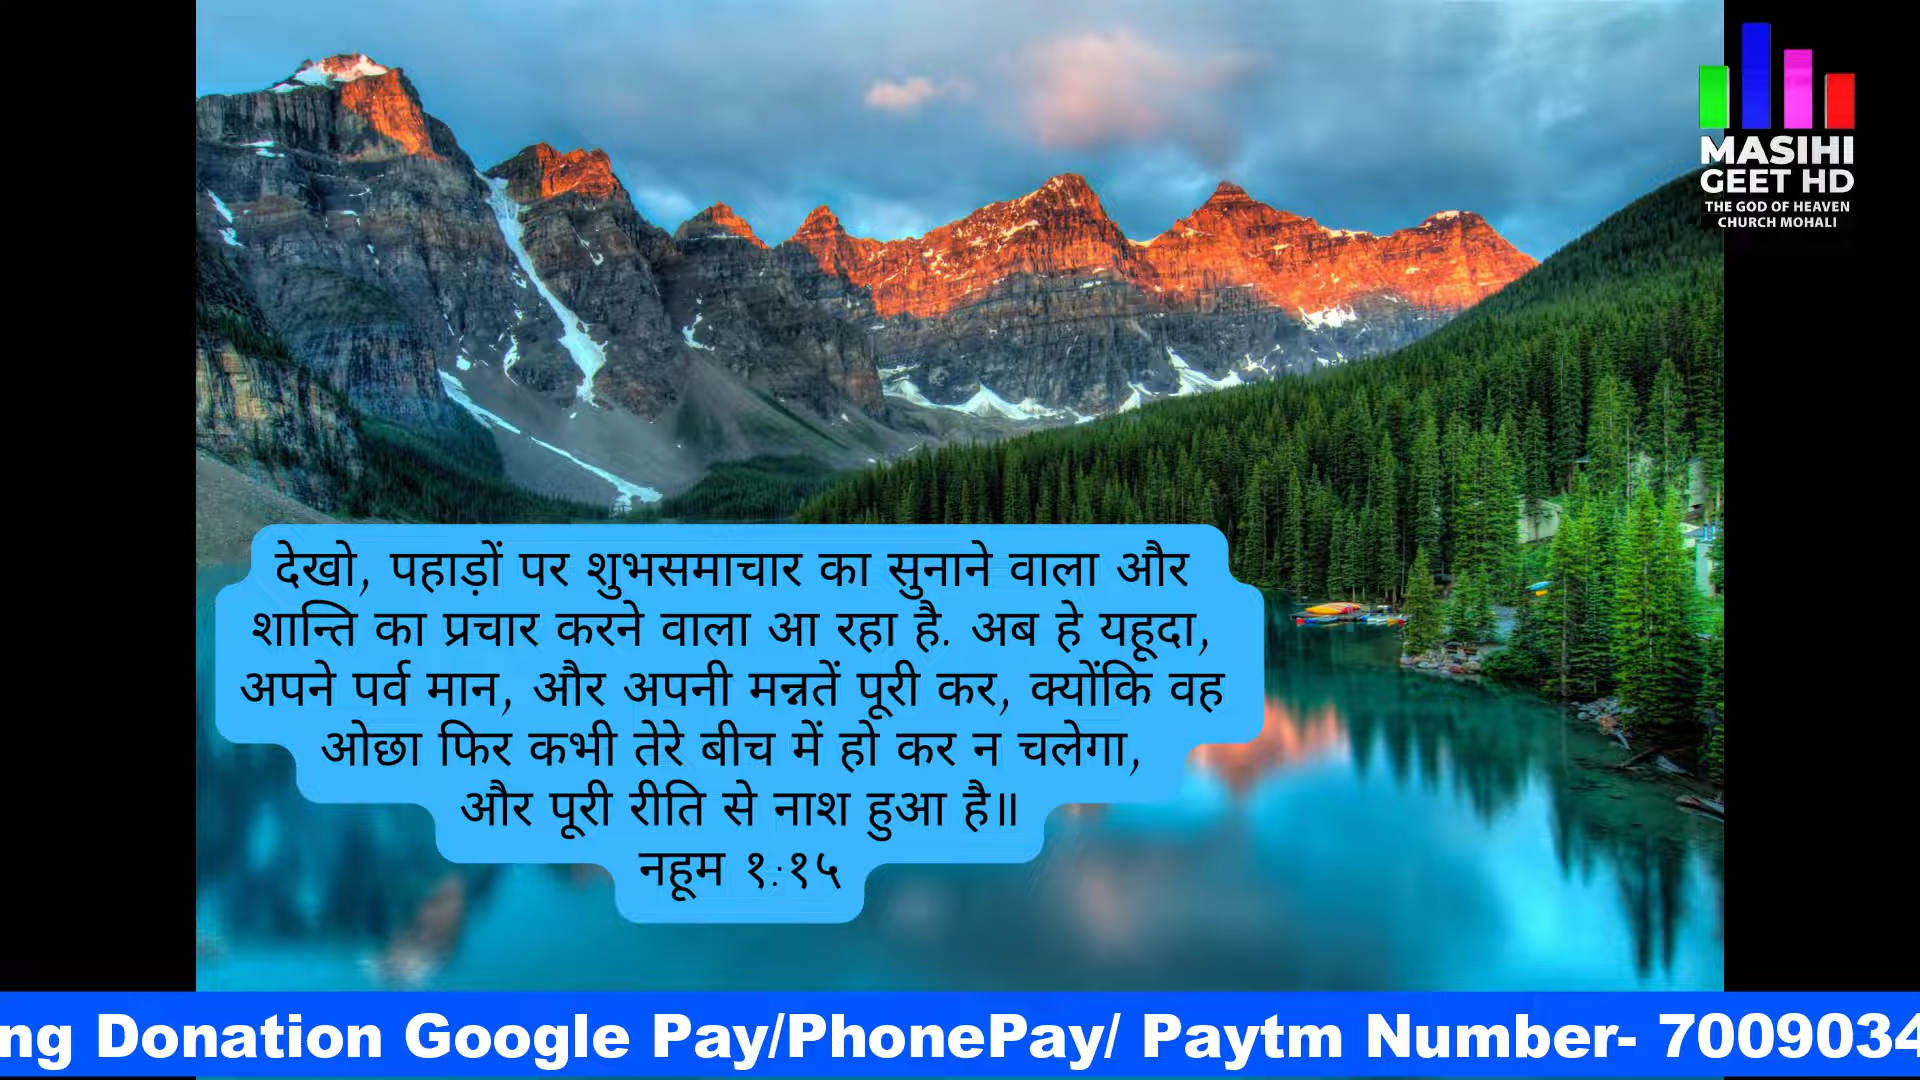 MASIHI
GEET HD
THE GOD OF HEAVEN
CHURCH MOHALI
देखो, पहाड़ों पर शुभसमाचार का सुनाने वाला और
शान्ति का प्रचार करने वाला आ रहा है. अब हे यहूदा,
अपने पर्व मान, और अपनी मन्नतें पूरी कर, क्योंकि वह
ओछा फिर कभी तेरे बीच में हो कर न चलेगा,
और पूरी रीति से नाश हुआ है॥
नहूम १:१५
ng Donation Google Pay/PhonePay/ Paytm Number- 7009034